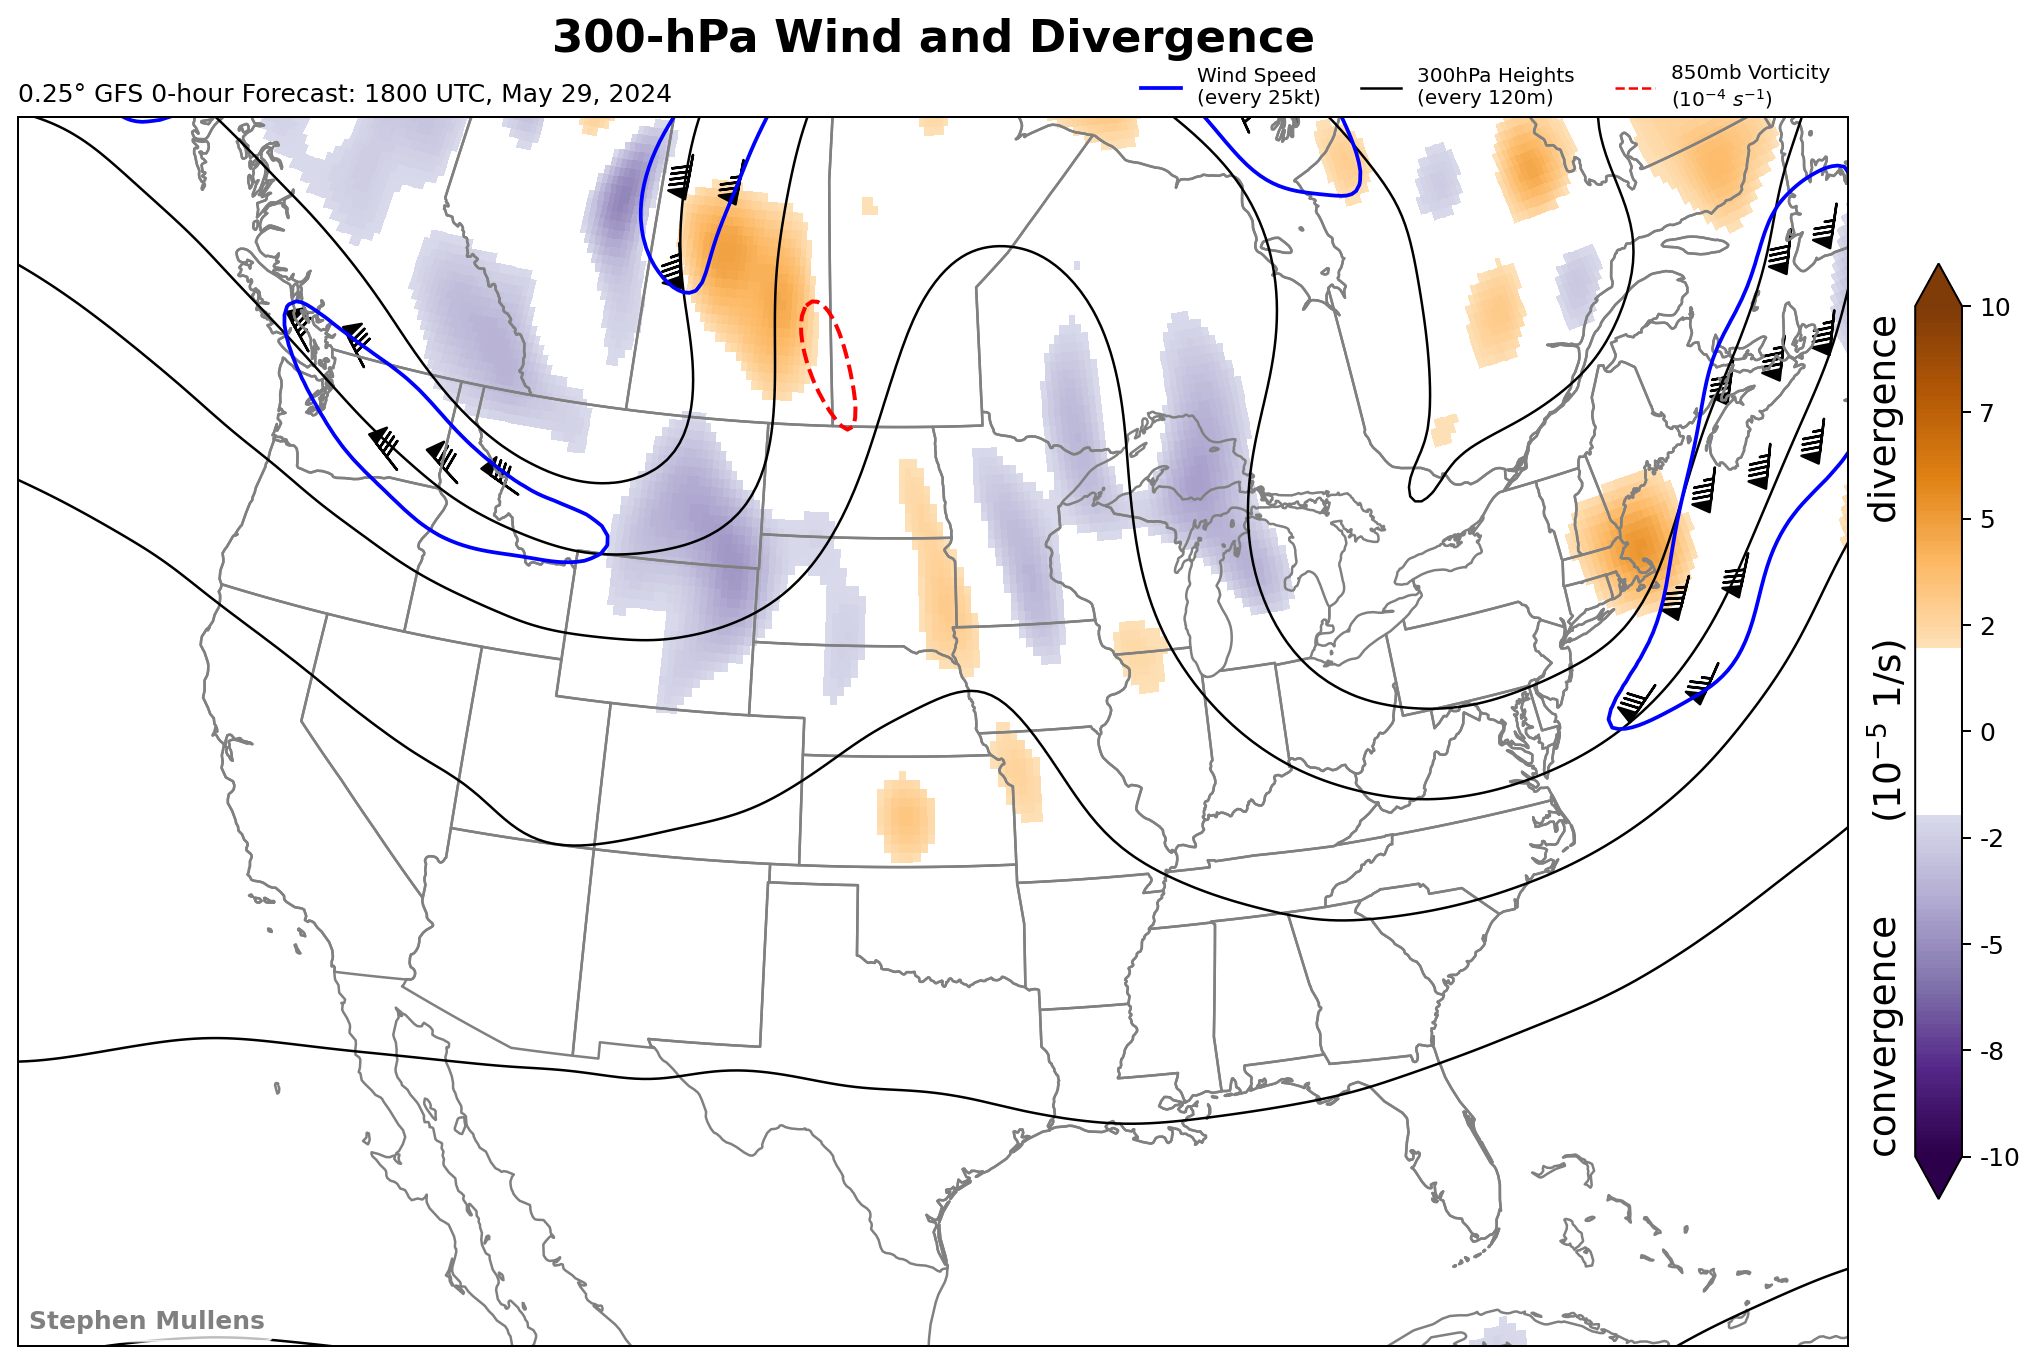 300-hPa Wind and Divergence
0.25° GFS 0-hour Forecast: 1800 UTC, May 29, 2024
Wind Speed
(every 25kt)
300hPa Heights
(every 120m)
850mb Vorticity
(10⁻⁴ s⁻¹)
10
7
5
2
0
-2
-5
-8
-10
convergence (10⁻⁵ 1/s) divergence
Stephen Mullens